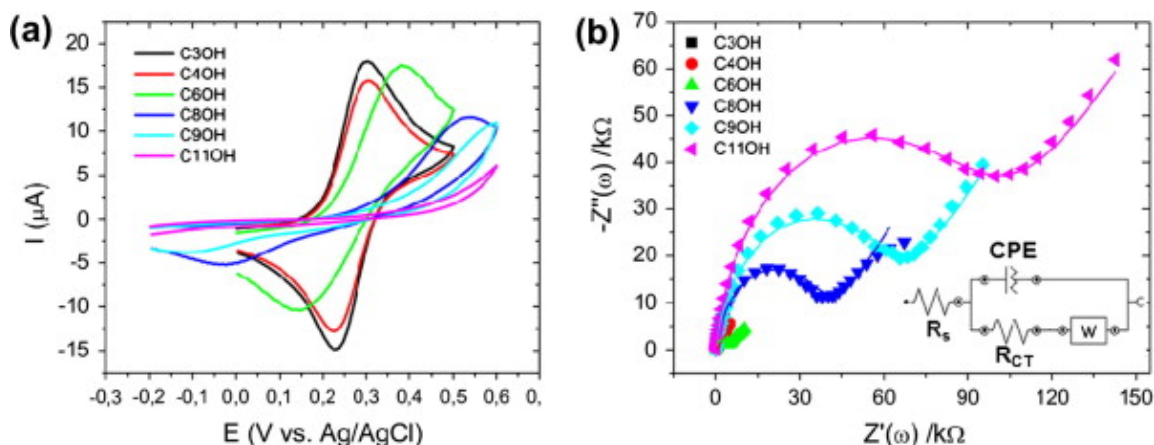 (a)
20
15
10
5
0
-5
-10
-15
I (μA)
C3OH
C4OH
C6OH
C8OH
C9OH
C11OH
-0,3 -0,2 -0,1 0,0 0,1 0,2 0,3 0,4 0,5 0,6 0,
E (V vs. Ag/AgCl)
(b)
70
60
50
40
30
20
10
0
-Z"(ω) /kΩ
C3OH
C4OH
C6OH
C8OH
C9OH
C11OH
CPE
Rs
RCT
W
C
0 30 60 90 120 150
Z'(ω) /kΩ